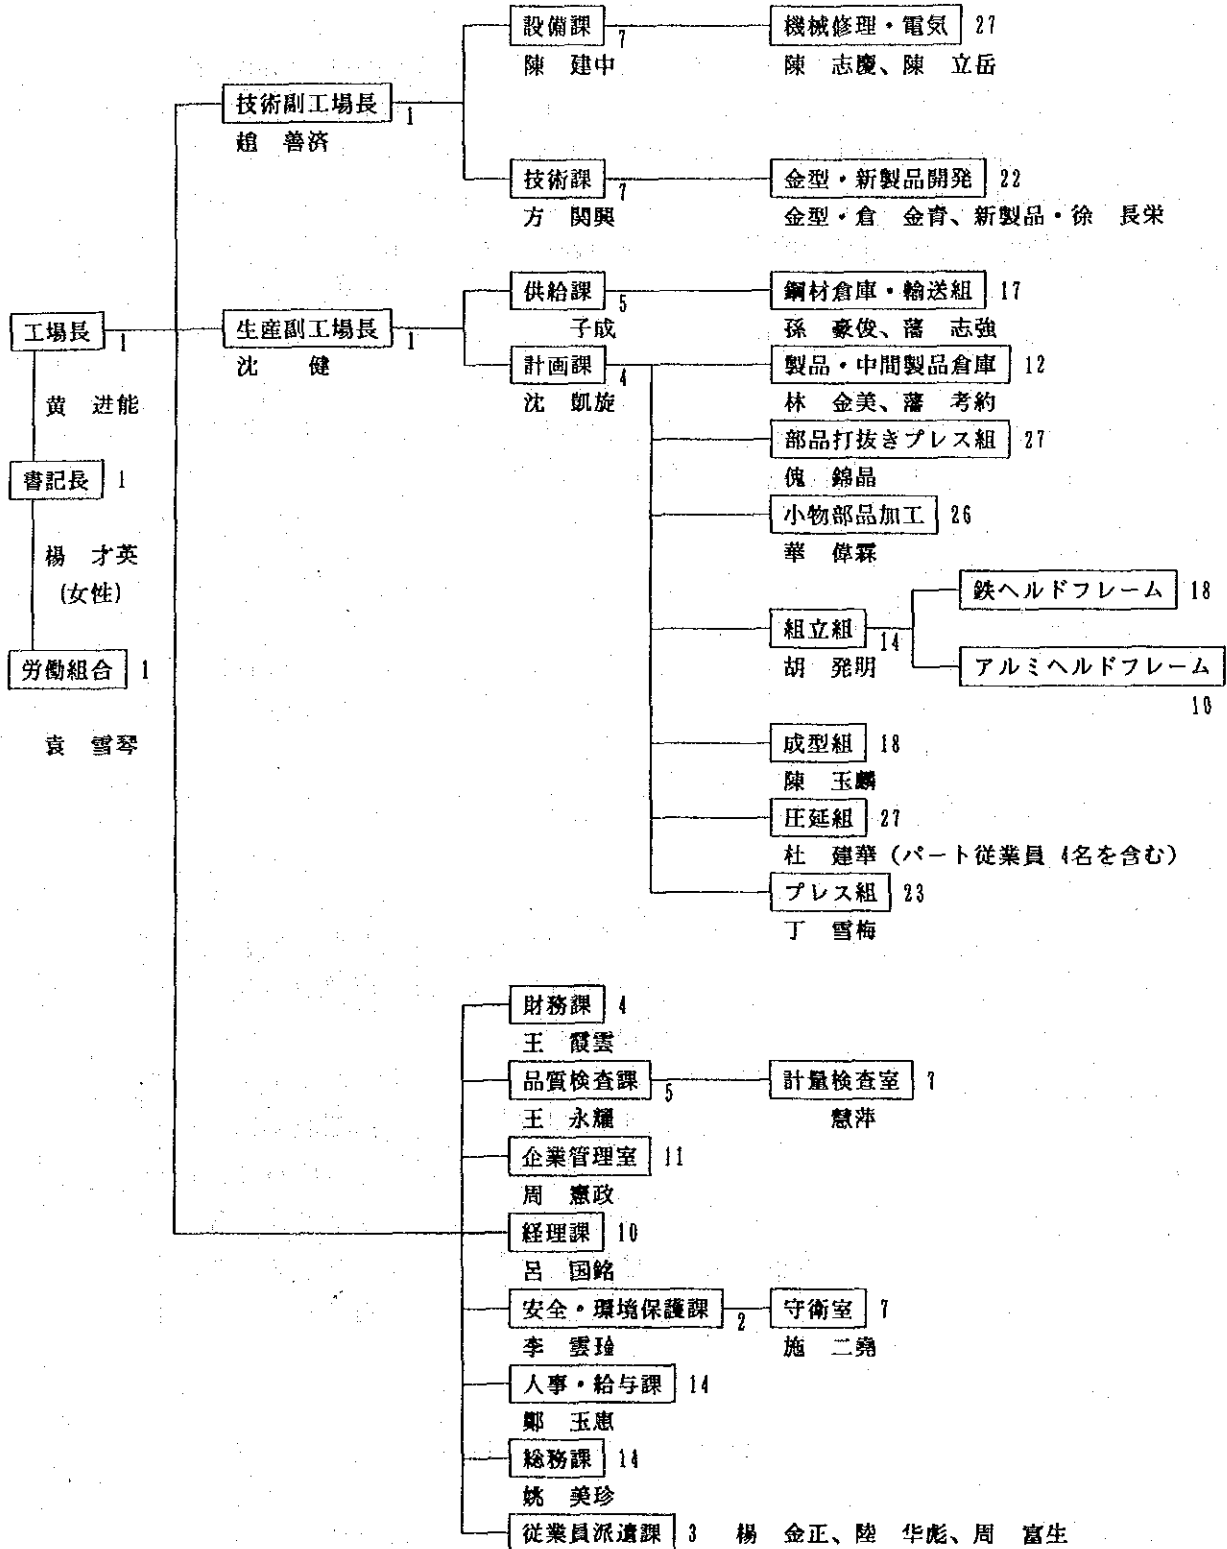 設備課 7 機械修理・電気 27
陳 建中 陳 志慶、陳 立岳
技術副工場長 1
趙 善済
技術課 7 金型・新製品開発 22
方 関興 金型・倉 金育、新製品・徐 長栄
供給課 5 鋼材倉庫・輸送組 17
子成 孫 豪俊、藩 志強
工場長 1 生産副工場長 1
沈 健
計画課 4 製品・中間製品倉庫 12
沈 凱旋 林 金美、藩 考約
黄 进能
部品打抜きプレス組 27
傀 錦晶
書記長 1
小物部品加工 26
華 偉霖
楊 才英
(女性)
鉄ヘルドフレーム 18
組立組 14
胡 発明
労働組合 1
アルミヘルドフレーム
10
袁 雪琴
成型組 18
陳 玉麟
圧延組 27
杜 建華(パート従業員 4名を含む)
プレス組 23
丁 雪梅
財務課 4
王 霞雲
品質検査課 5 計量検査室 7
王 永耀 慧萍
企業管理室 11
周 憲政
経理課 10
呂 国銘
安全・環境保護課 2 守衛室 7
李 雲 施 二堯
人事・給与課 14
鄭 玉恵
総務課 14
姚 美珍
従業員派遣課 3 楊 金正、陸 华彪、周 富生